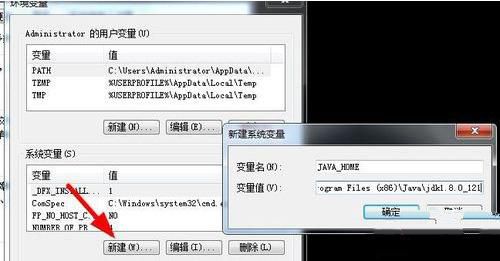 环境变量
Administrator 的用户变量(U)
变量 值
PATH C:\Users\Administrator\AppData\...
TEMP %USERPROFILE%\AppData\Local\Temp
TMP %USERPROFILE%\AppData\Local\Temp
新建(N)... 编辑(E)...
系统变量(S)
变量 值
_DFX_INSTALL... 1
ComSpec C:\Windows\system32\cmd.e
FP_NO_HOST_C... NO
NUMBER_OF_PR
新建(W)... 编辑(I)... 删除(L)
新建系统变量
变量名(N): JAVA_HOME
变量值(V): rogram Files (x86)\Java\jdk1.8.0_121
确定 取消